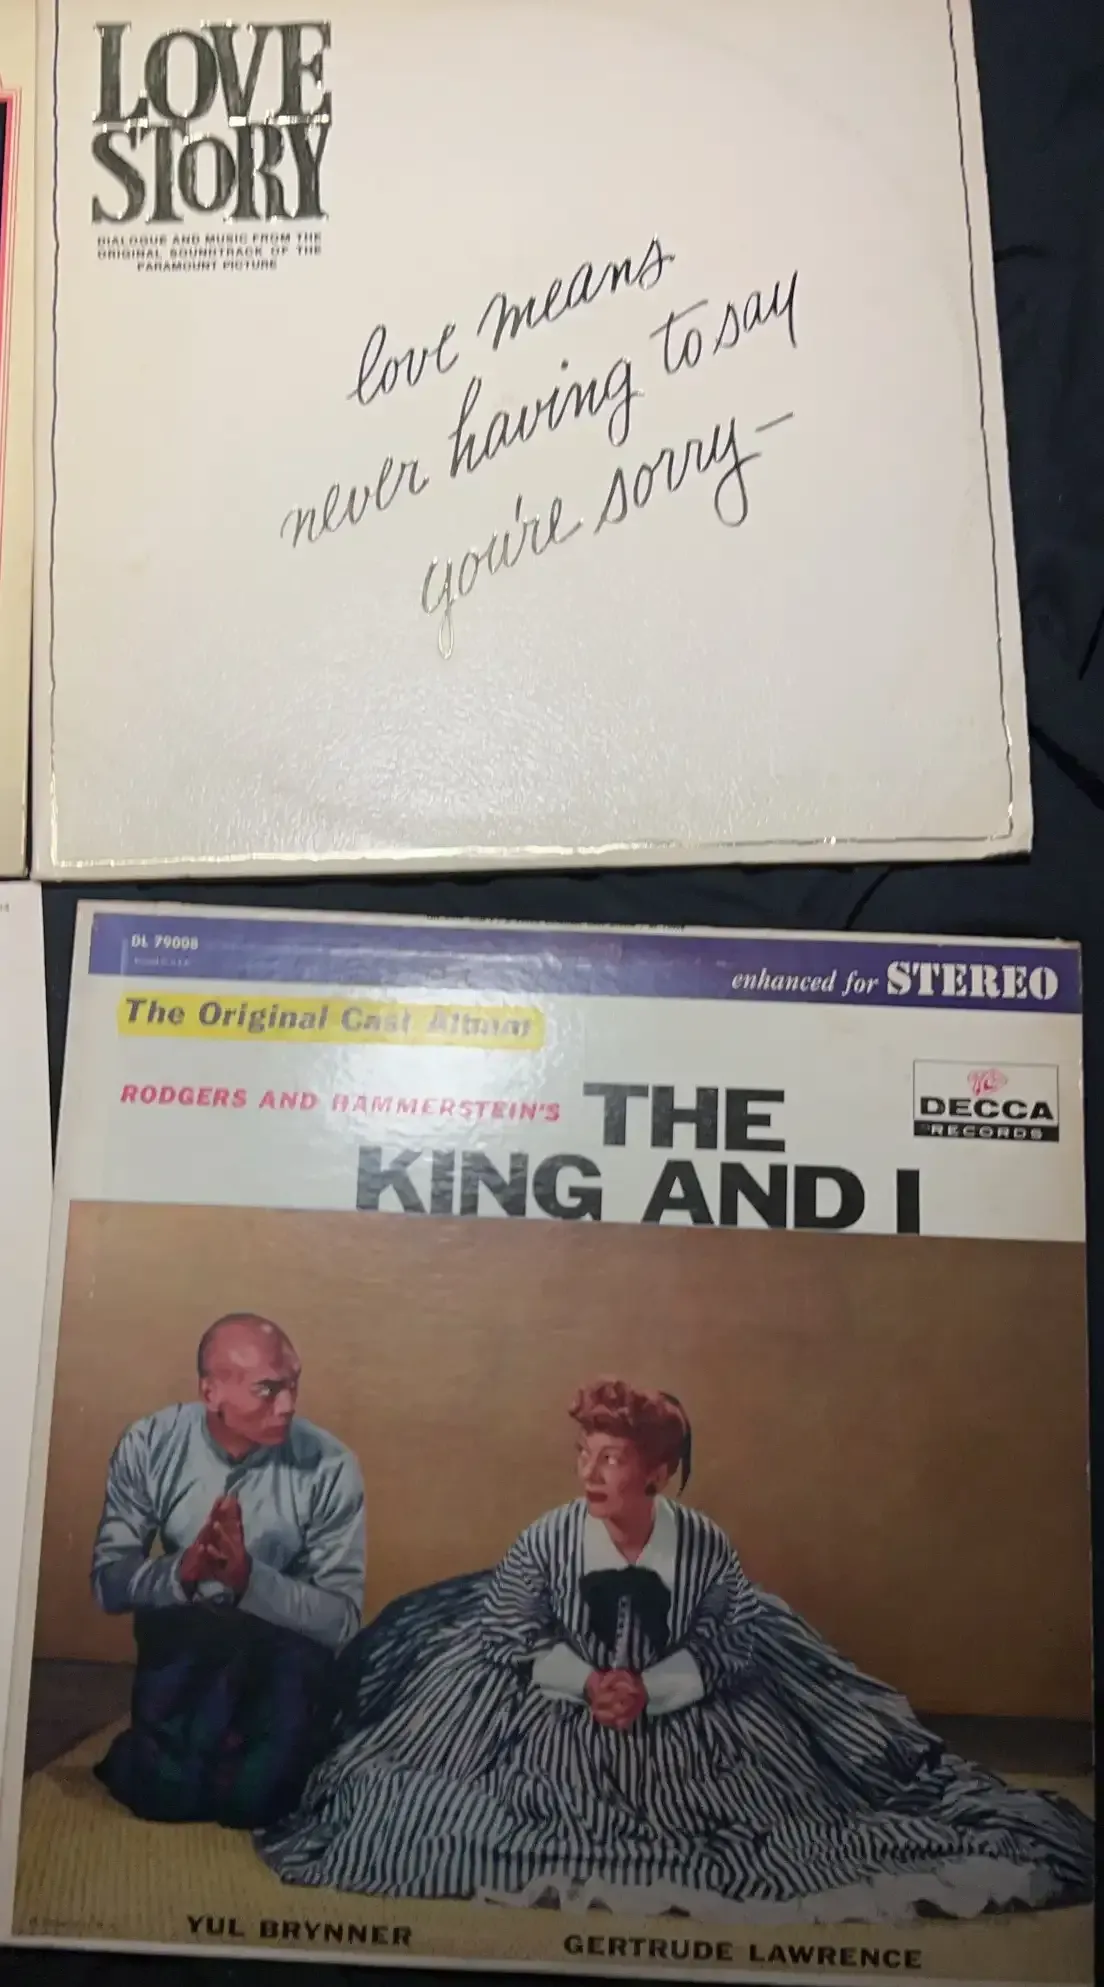 LOVE
STORY
DIALOGUE AND MUSIC FROM THE
ORIGINAL SOUNDTRACK OF THE
PARAMOUNT PICTURE
love means
never having to say
you're sorry—
DL 79008
enhanced for STEREO
The Original Cast Album
RODGERS AND HAMMERSTEIN'S THE
KING AND I
DECCA
RECORDS
YUL BRYNNER
GERTRUDE LAWRENCE